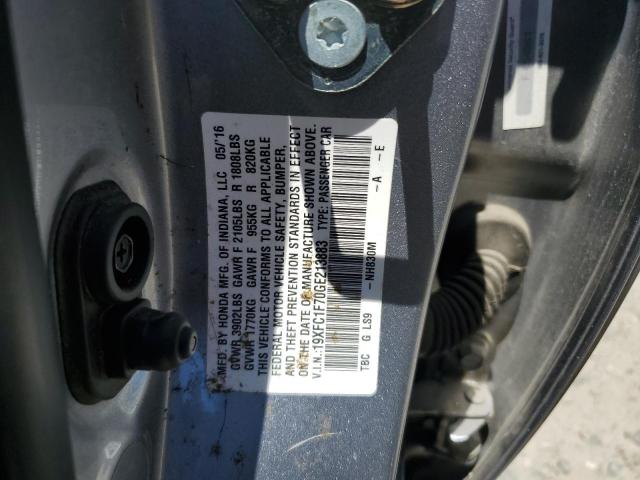 MFD. BY HONDA MFG. OF INDIANA, LLC 05/'16
GVWR 3902LBS GAWR F 2105LBS R 1808LBS
GVWR 1770KG GAWR F 955KG R 820KG
THIS VEHICLE CONFORMS TO ALL APPLICABLE
FEDERAL MOTOR VEHICLE SAFETY, BUMPER,
AND THEFT PREVENTION STANDARDS IN EFFECT
ON THE DATE OF MANUFACTURE SHOWN ABOVE.
V.I.N.: 19XFC1F70GE213883 TYPE: PASSENGER CAR
-NH830M -A -E
TBC G LS9